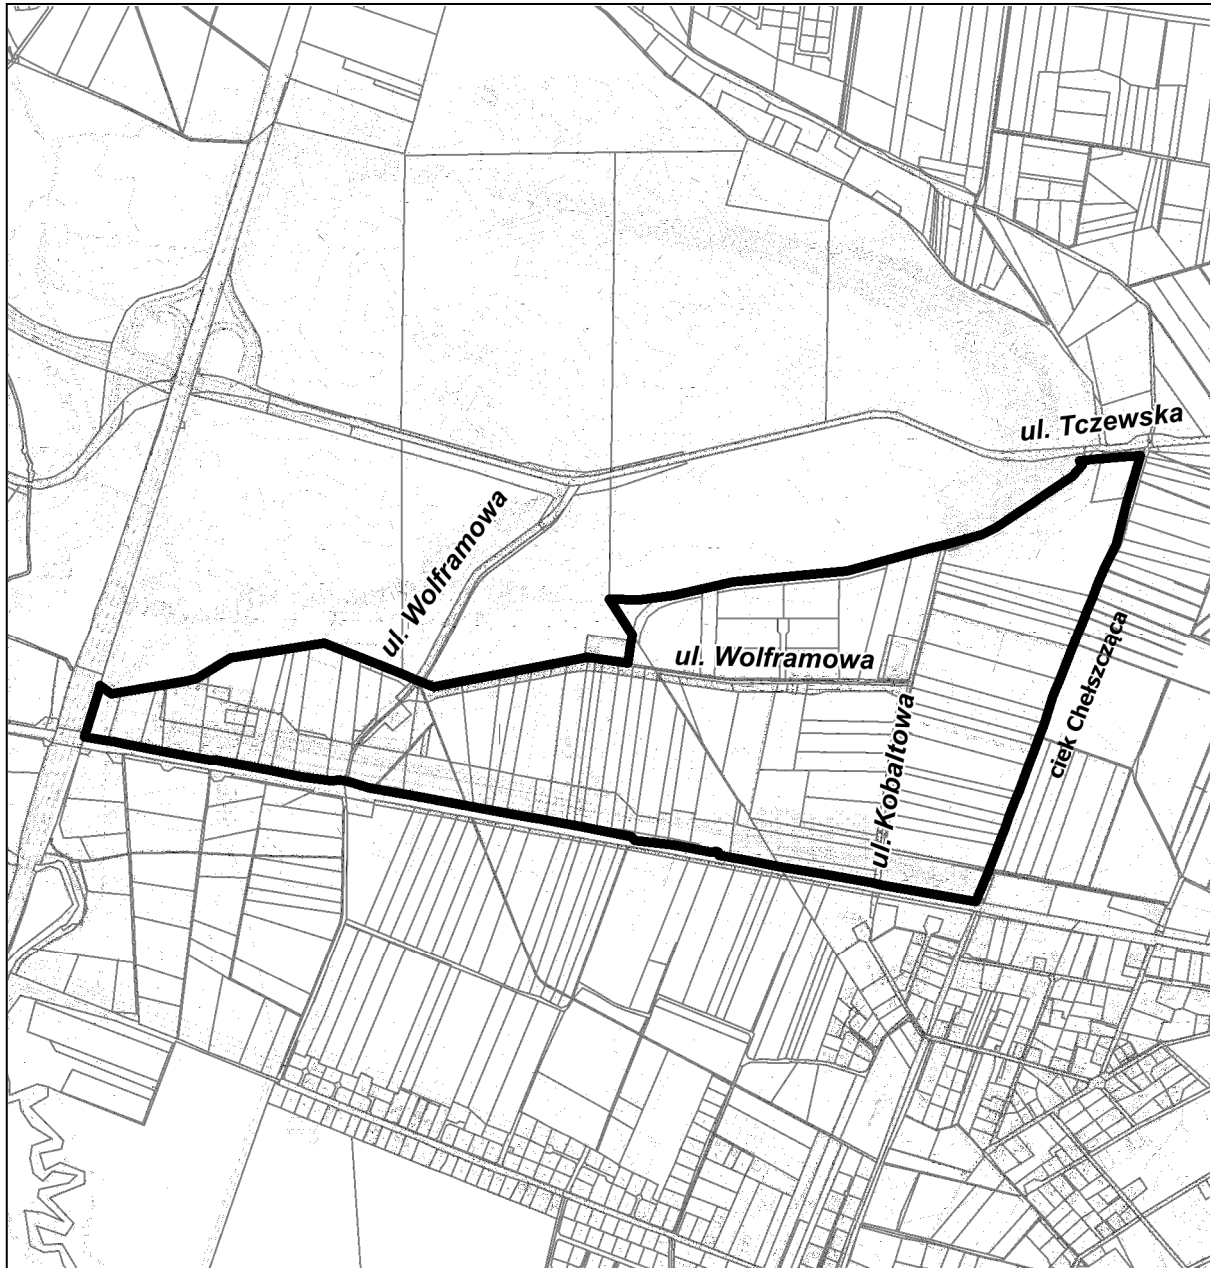 ul. Tczewska
ul. Wolframowa
ul. Wolframowa
ciek Chełszcząca
ul. Kobaltowa